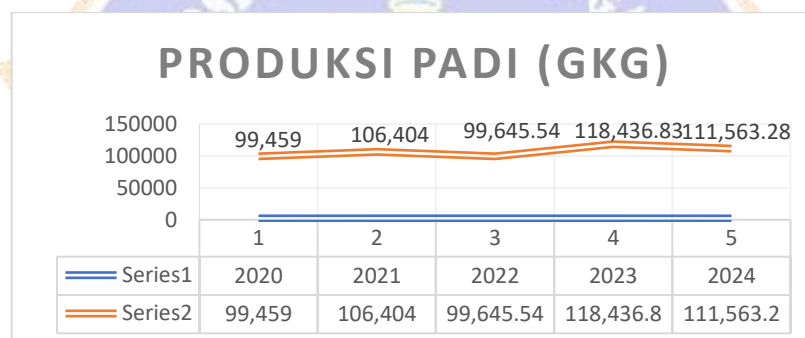 PRODUKSI PADI (GKG)
150000
100000
50000
0
99,459 106,404 99,645.54 118,436.83 111,563.28
1 2 3 4 5
Series1 2020 2021 2022 2023 2024
Series2 99,459 106,404 99,645.54 118,436.8 111,563.2